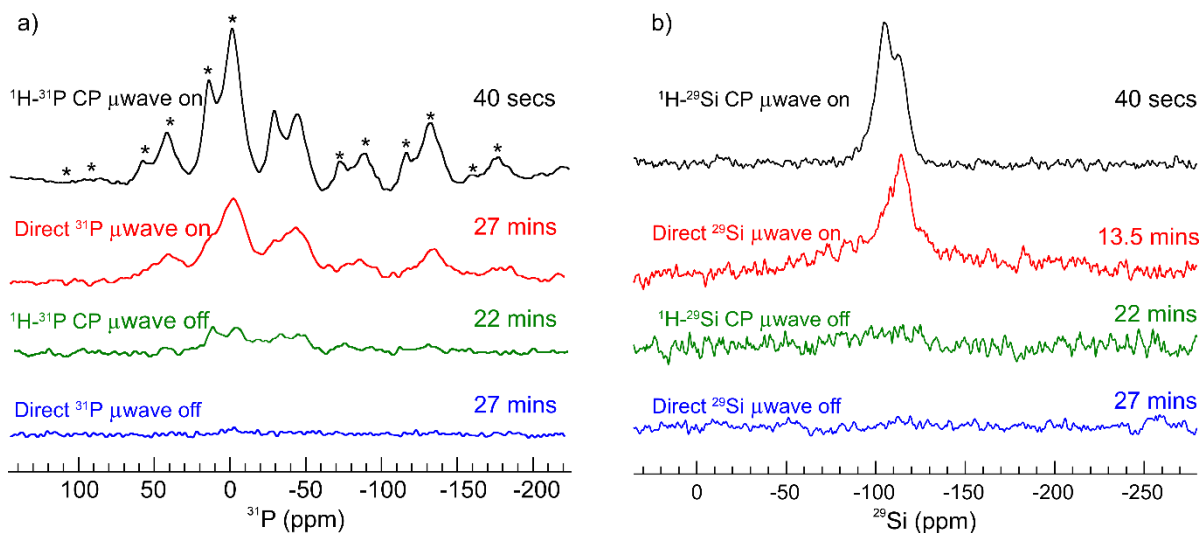 a)
* * * * * * * * * * * *
¹H-³¹P CP μwave on 40 secs
Direct ³¹P μwave on 27 mins
¹H-³¹P CP μwave off 22 mins
Direct ³¹P μwave off 27 mins
100 50 0 -50 -100 -150 -200
³¹P (ppm)
b)
¹H-²⁹Si CP μwave on 40 secs
Direct ²⁹Si μwave on 13.5 mins
¹H-²⁹Si CP μwave off 22 mins
Direct ²⁹Si μwave off 27 mins
0 -50 -100 -150 -200 -250
²⁹Si (ppm)